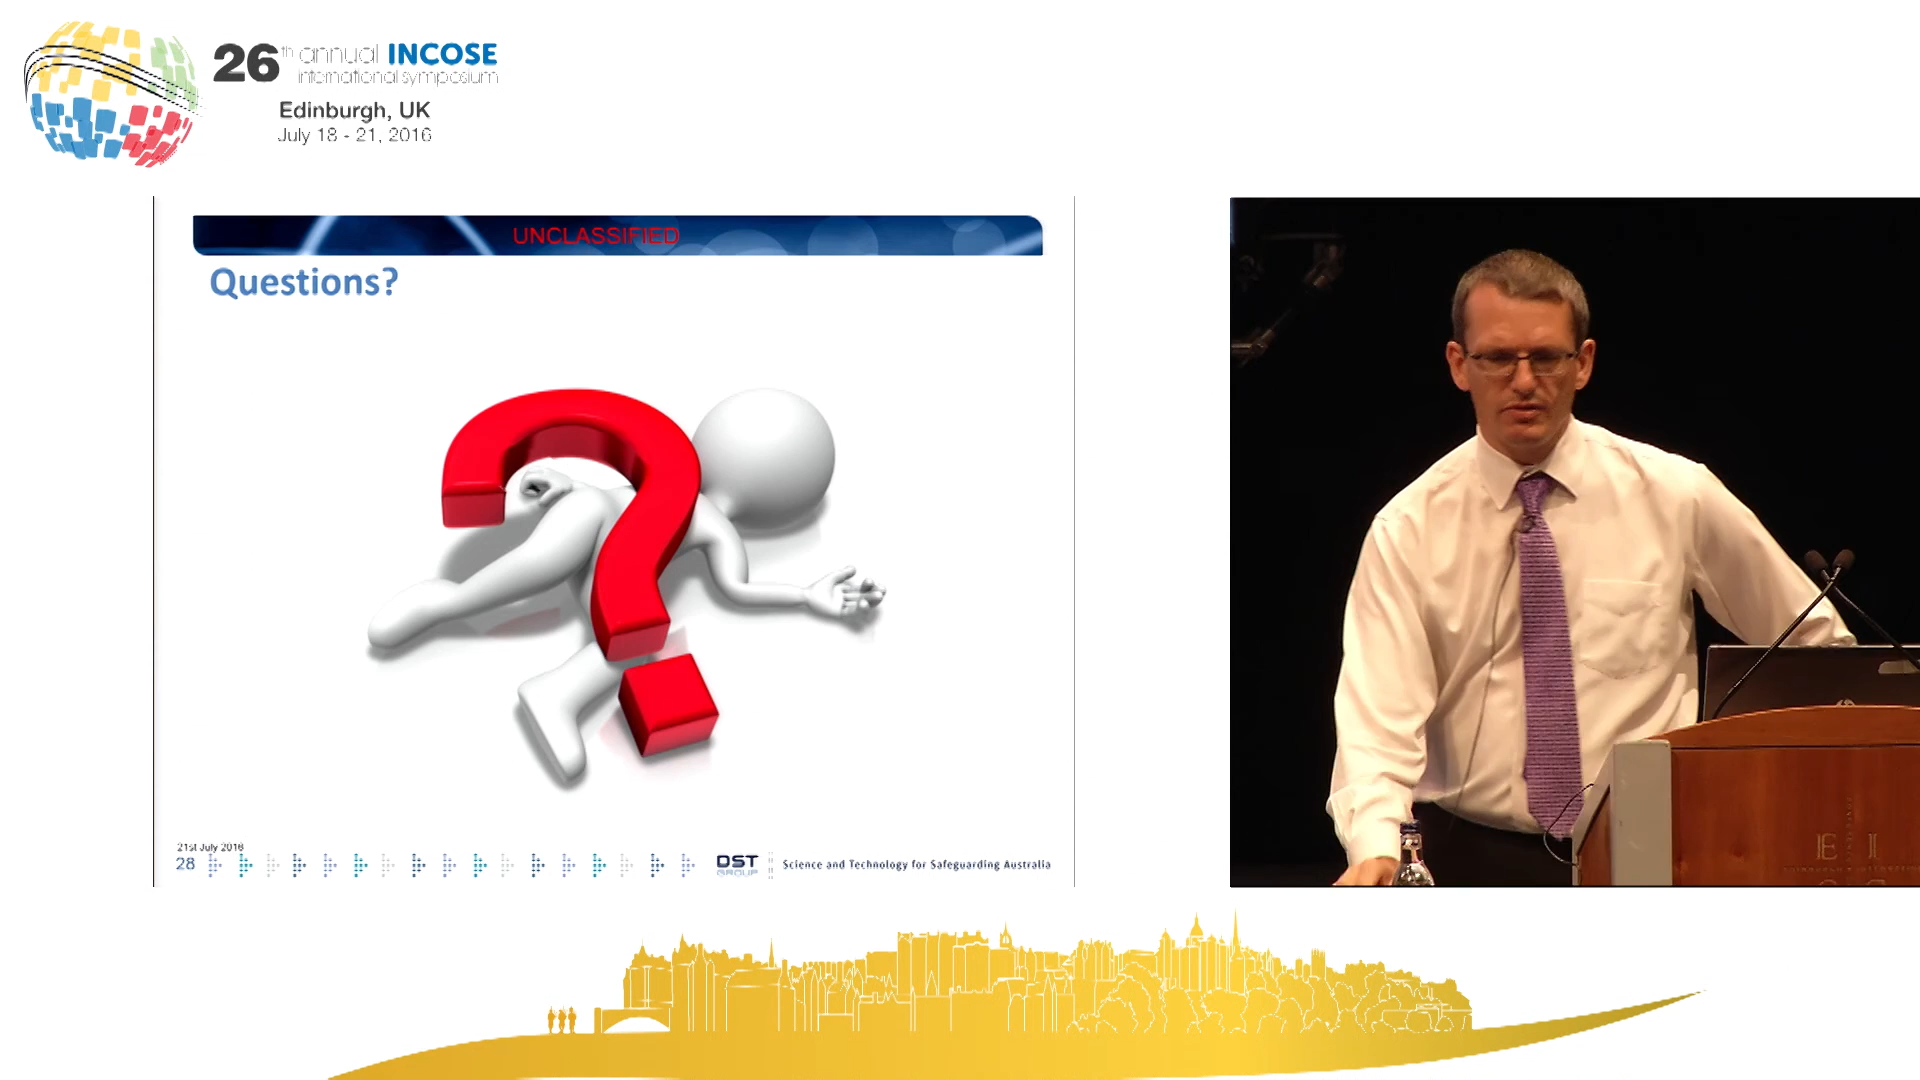 26th annual INCOSE
international symposium
Edinburgh, UK
July 18 - 21, 2016
UNCLASSIFIED
Questions?
21st July 2016
28
DST
GROUP
Science and Technology for Safeguarding Australia
E I